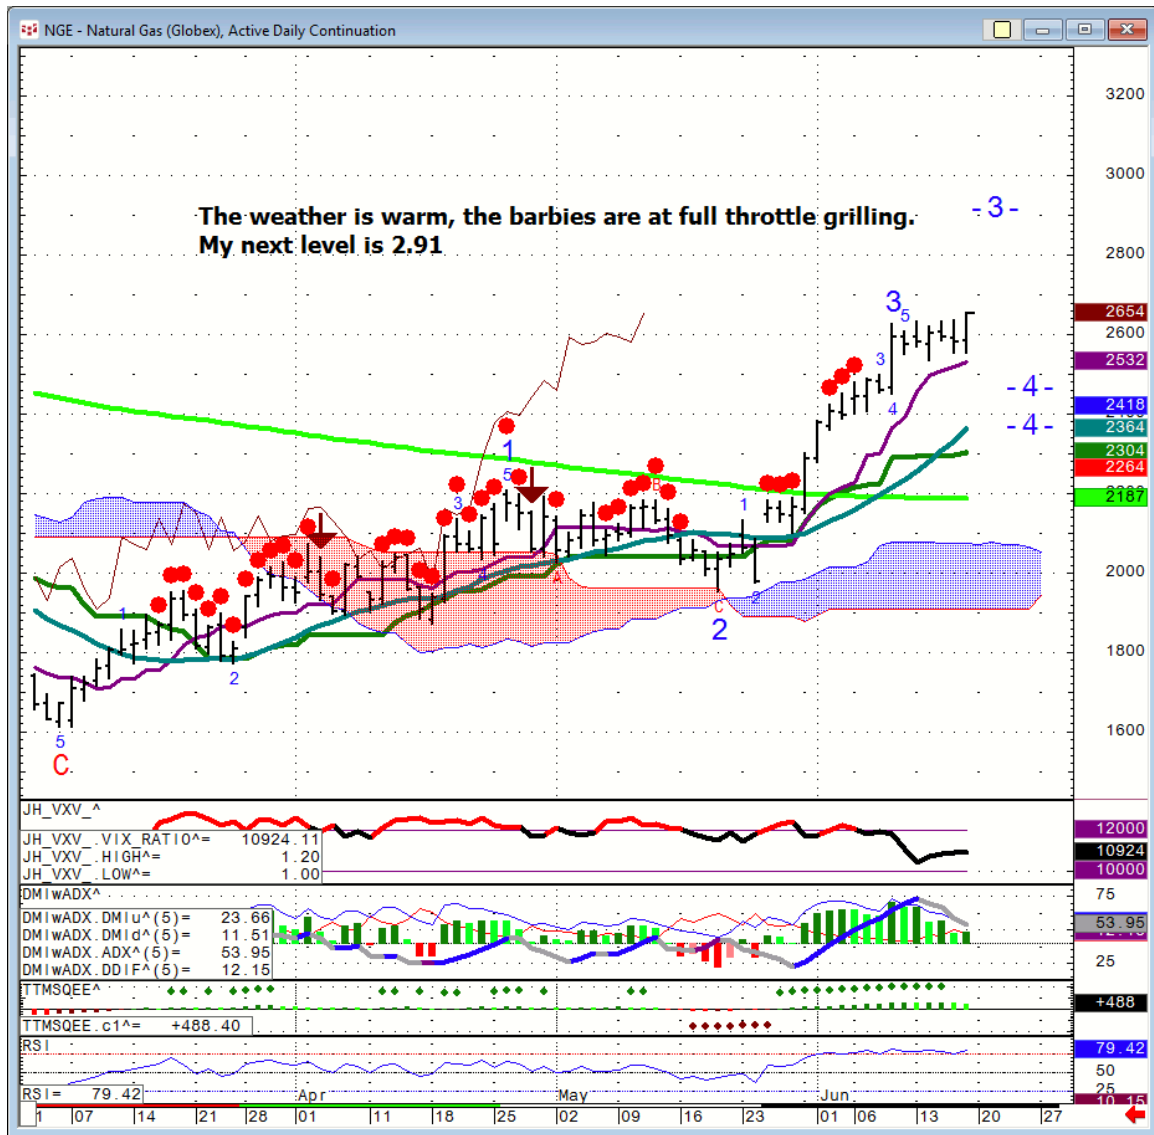 NGE - Natural Gas (Globex), Active Daily Continuation
3200
3000
The weather is warm, the barbies are at full throttle grilling.
My next level is 2.91
-3-
2800
3
5
2654
2600
3
2532
-4-
4
2418
-4-
2364
2304
2264
1
5
B
2200
2187
3
1
4
A
2000
2
C
1
2
1800
2
5
1600
C
JH_VXV_^
JH_VXV_.VIX_RATIO^= 10924.11
JH_VXV_.HIGH^= 1.20
JH_VXV_.LOW^= 1.00
12000
10924
10000
DMIwADX^
DMIwADX.DMIu^(5)= 23.66
DMIwADX.DMId^(5)= 11.51
DMIwADX.ADX^(5)= 53.95
DMIwADX.DDIF^(5)= 12.15
75
53.95
25
TTMSQEE^
TTMSQEE.c1^= +488.40
+488
RSI
RSI= 79.42
79.42
50
25
10.15
Apr May Jun
07 14 21 28 01 11 18 25 02 09 16 23 01 06 13 20 27